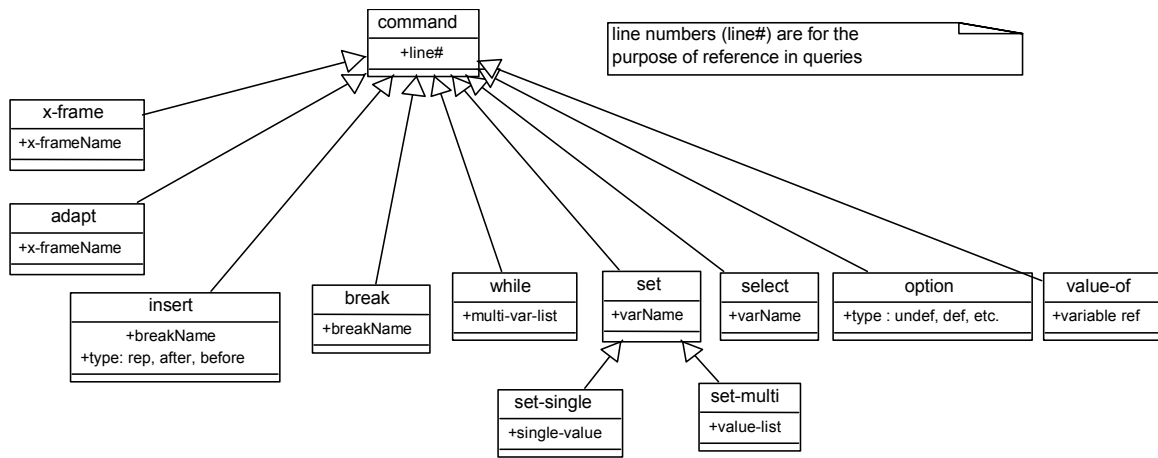 command
+line#
line numbers (line#) are for the
purpose of reference in queries
x-frame
+x-frameName
adapt
+x-frameName
insert
+breakName
+type: rep, after, before
break
+breakName
while
+multi-var-list
set
+varName
select
+varName
option
+type : undef, def, etc.
value-of
+variable ref
set-single
+single-value
set-multi
+value-list